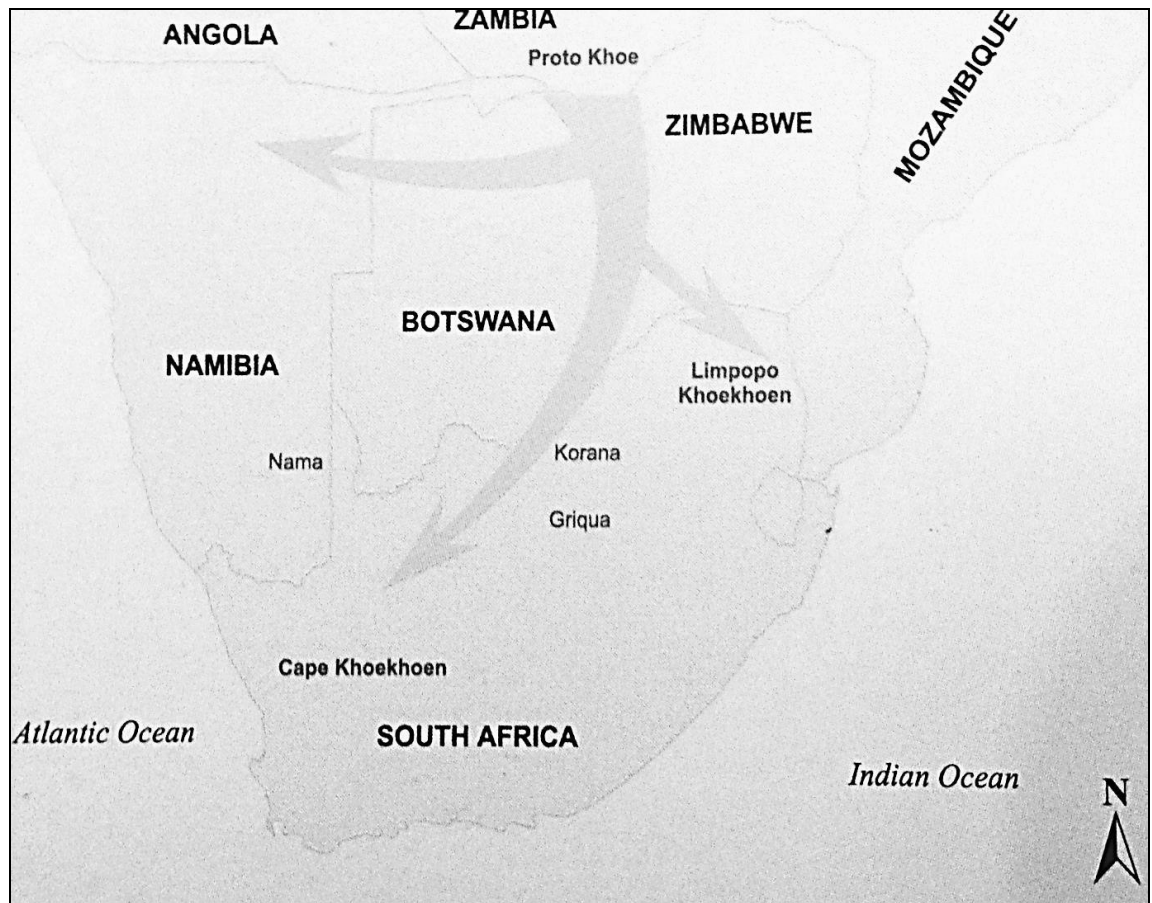 ZAMBIA
ANGOLA
Proto Khoe
ZIMBABWE
MOZAMBIQUE
BOTSWANA
NAMIBIA
Limpopo
Khoekhoen
Nama
Korana
Griqua
Cape Khoekhoen
Atlantic Ocean
SOUTH AFRICA
Indian Ocean
N